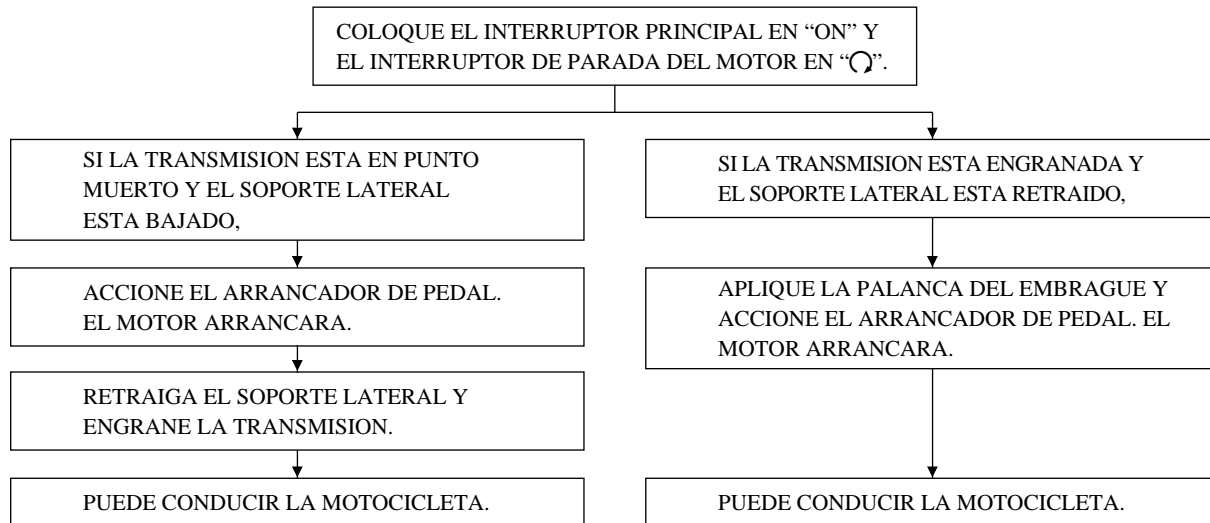 COLOQUE EL INTERRUPTOR PRINCIPAL EN “ON” Y
EL INTERRUPTOR DE PARADA DEL MOTOR EN “”.
SI LA TRANSMISION ESTA EN PUNTO
MUERTO Y EL SOPORTE LATERAL
ESTA BAJADO,
ACCIONE EL ARRANCADOR DE PEDAL.
EL MOTOR ARRANCARA.
RETRAIGA EL SOPORTE LATERAL Y
ENGRANE LA TRANSMISION.
PUEDE CONDUCIR LA MOTOCICLETA.
SI LA TRANSMISION ESTA ENGRANADA Y
EL SOPORTE LATERAL ESTA RETRAIDO,
APLIQUE LA PALANCA DEL EMBRAGUE Y
ACCIONE EL ARRANCADOR DE PEDAL. EL
MOTOR ARRANCARA.
PUEDE CONDUCIR LA MOTOCICLETA.